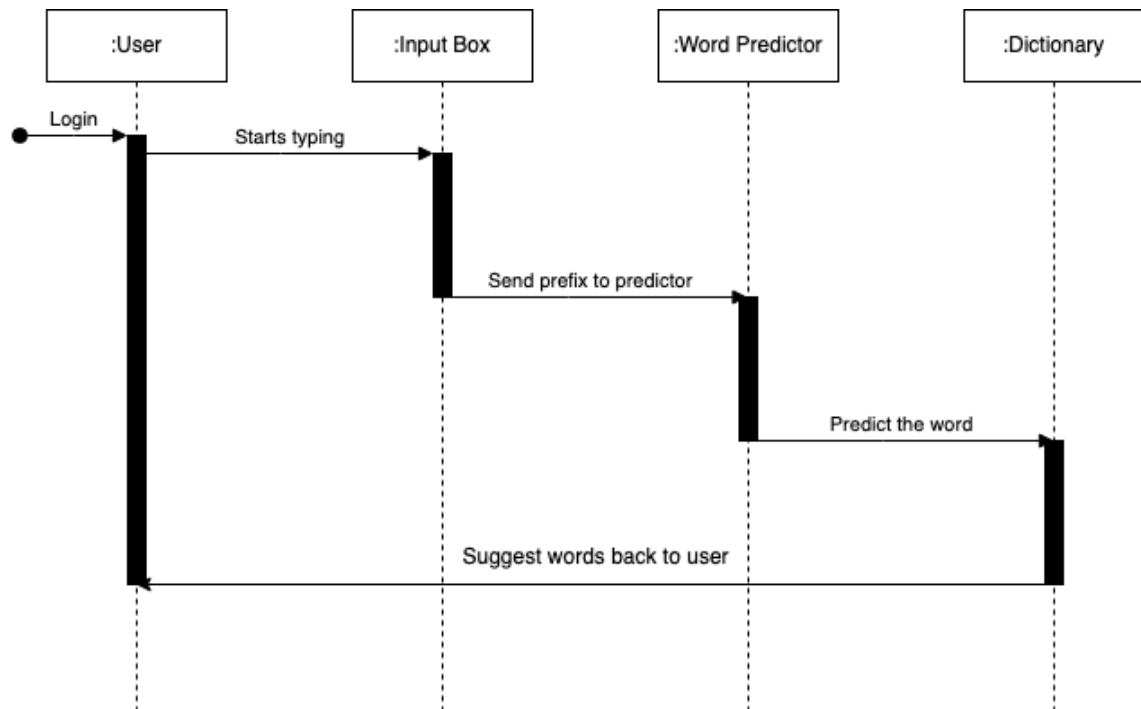 :User
:Input Box
:Word Predictor
:Dictionary
Login
Starts typing
Send prefix to predictor
Predict the word
Suggest words back to user